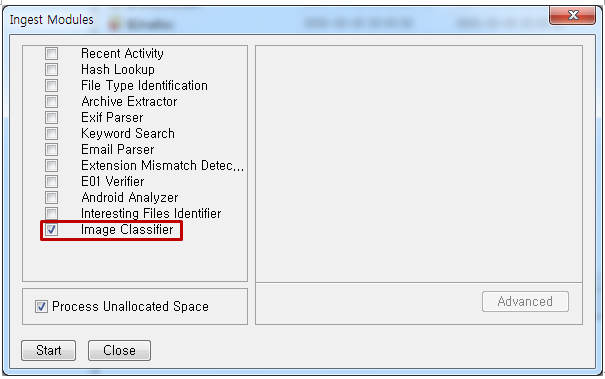 Ingest Modules
Recent Activity
Hash Lookup
File Type Identification
Archive Extractor
Exif Parser
Keyword Search
Email Parser
Extension Mismatch Detec...
E01 Verifier
Android Analyzer
Interesting Files Identifier
Image Classifier
Process Unallocated Space
Advanced
Start
Close